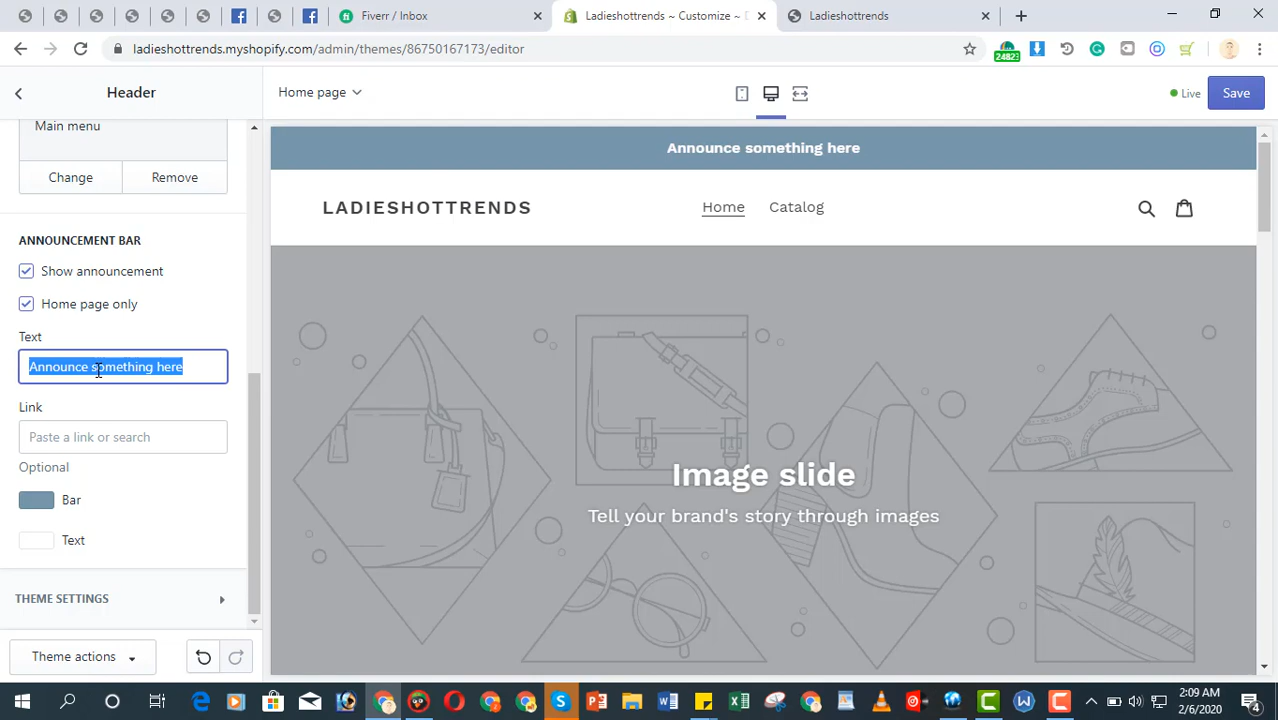 Fiverr / Inbox
Ladieshottrends ~ Customize ~
Ladieshottrends
ladieshottrends.myshopify.com/admin/themes/86750167173/editor
24823
Header
Home page
Live
Save
Main menu
Change
Remove
Announce something here
LADIESHOTTRENDS
Home
Catalog
ANNOUNCEMENT BAR
Show announcement
Home page only
Text
Announce something here
Link
Paste a link or search
Optional
Bar
Text
Image slide
Tell your brand's story through images
THEME SETTINGS
Theme actions
2:09 AM
2/6/2020